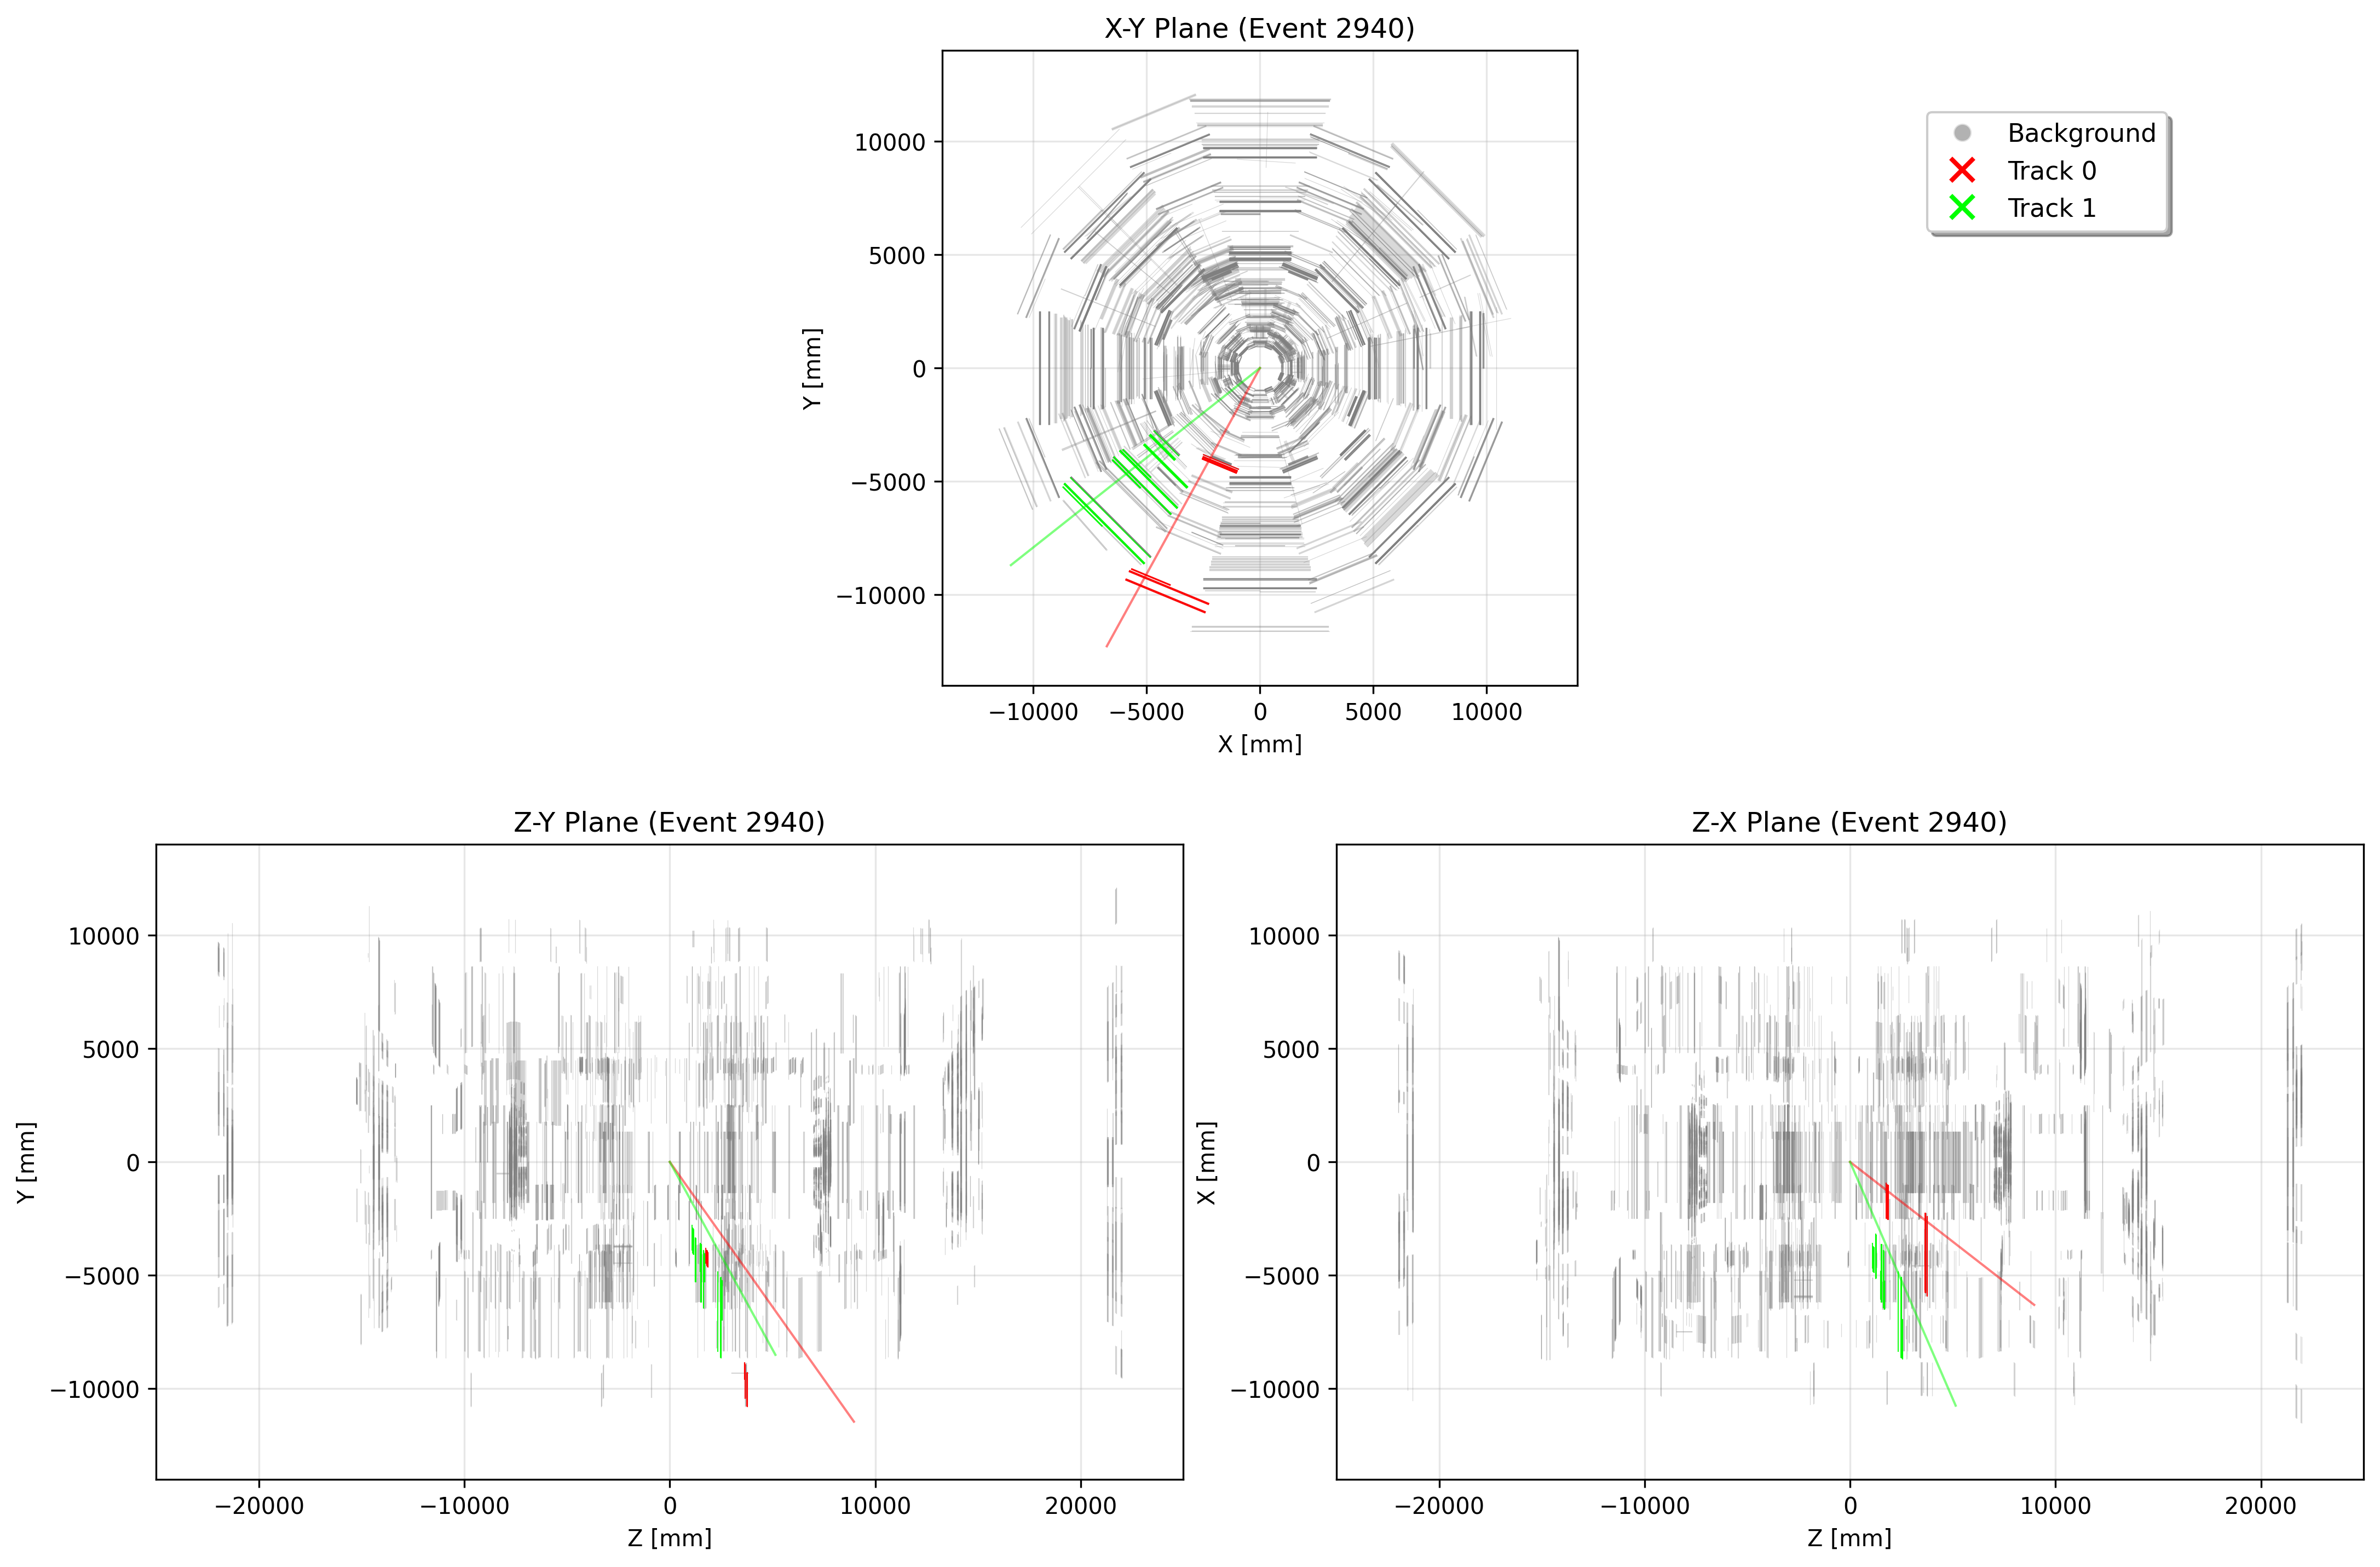 X-Y Plane (Event 2940)
Background
Track 0
Track 1
10000
5000
0
−5000
−10000
Y [mm]
−10000 −5000 0 5000 10000
X [mm]
Z-Y Plane (Event 2940)
10000
5000
0
−5000
−10000
Y [mm]
−20000 −10000 0 10000 20000
Z [mm]
Z-X Plane (Event 2940)
10000
5000
0
−5000
−10000
X [mm]
−20000 −10000 0 10000 20000
Z [mm]